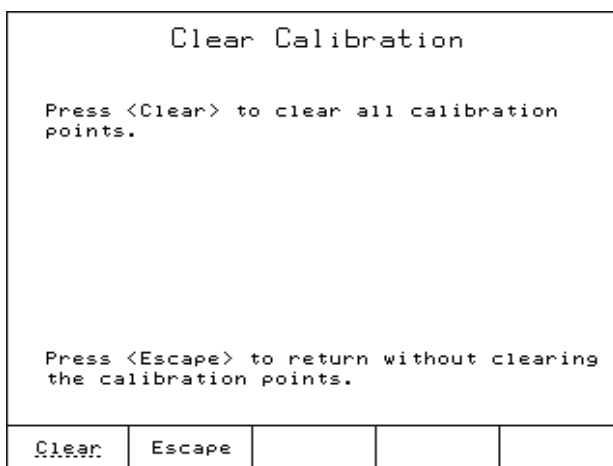 Clear Calibration
Press <Clear> to clear all calibration
points.
Press <Escape> to return without clearing
the calibration points.
Clear Escape